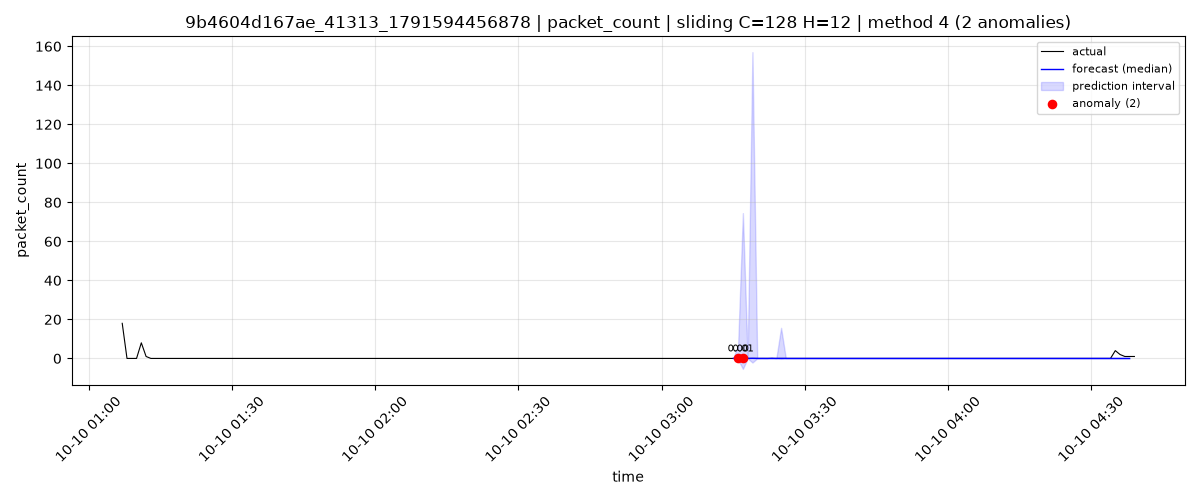 9b4604d167ae_41313_1791594456878 | packet_count | sliding C=128 H=12 | method 4 (2 anomalies)
packet_count
160
140
120
100
80
60
40
20
0
actual
forecast (median)
prediction interval
anomaly (2)
10-10 01:00
10-10 01:30
10-10 02:00
10-10 02:30
10-10 03:00
10-10 03:30
10-10 04:00
10-10 04:30
time